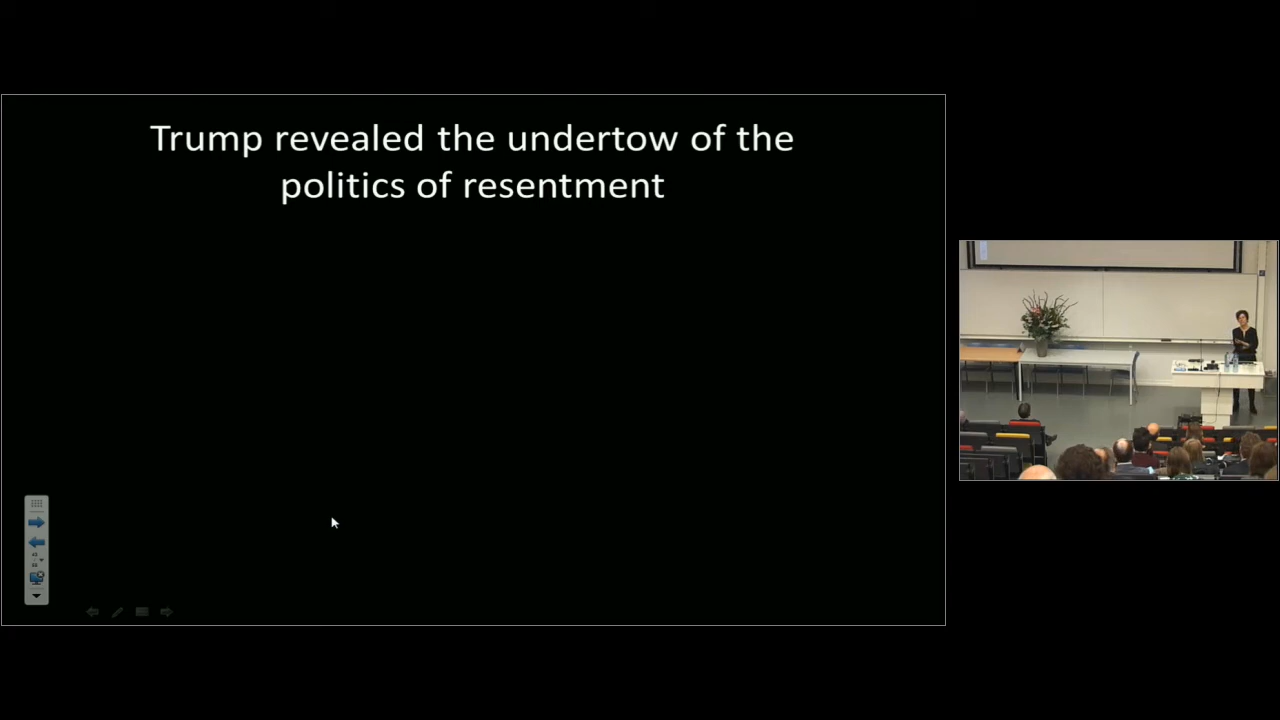 Trump revealed the undertow of the
politics of resentment